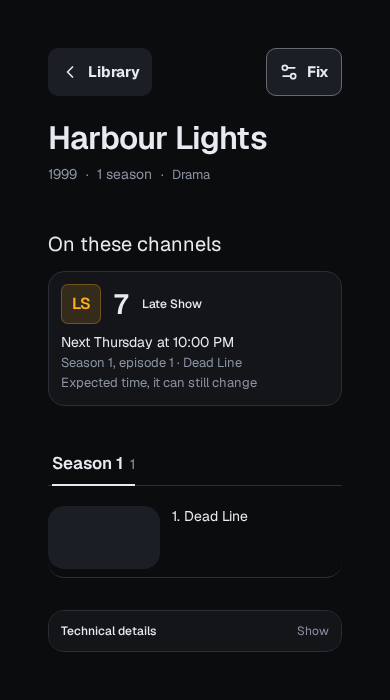 Library
Fix
Harbour Lights
1999 · 1 season · Drama
On these channels
LS 7 Late Show
Next Thursday at 10:00 PM
Season 1, episode 1 · Dead Line
Expected time, it can still change
Season 1 1
1. Dead Line
Technical details Show